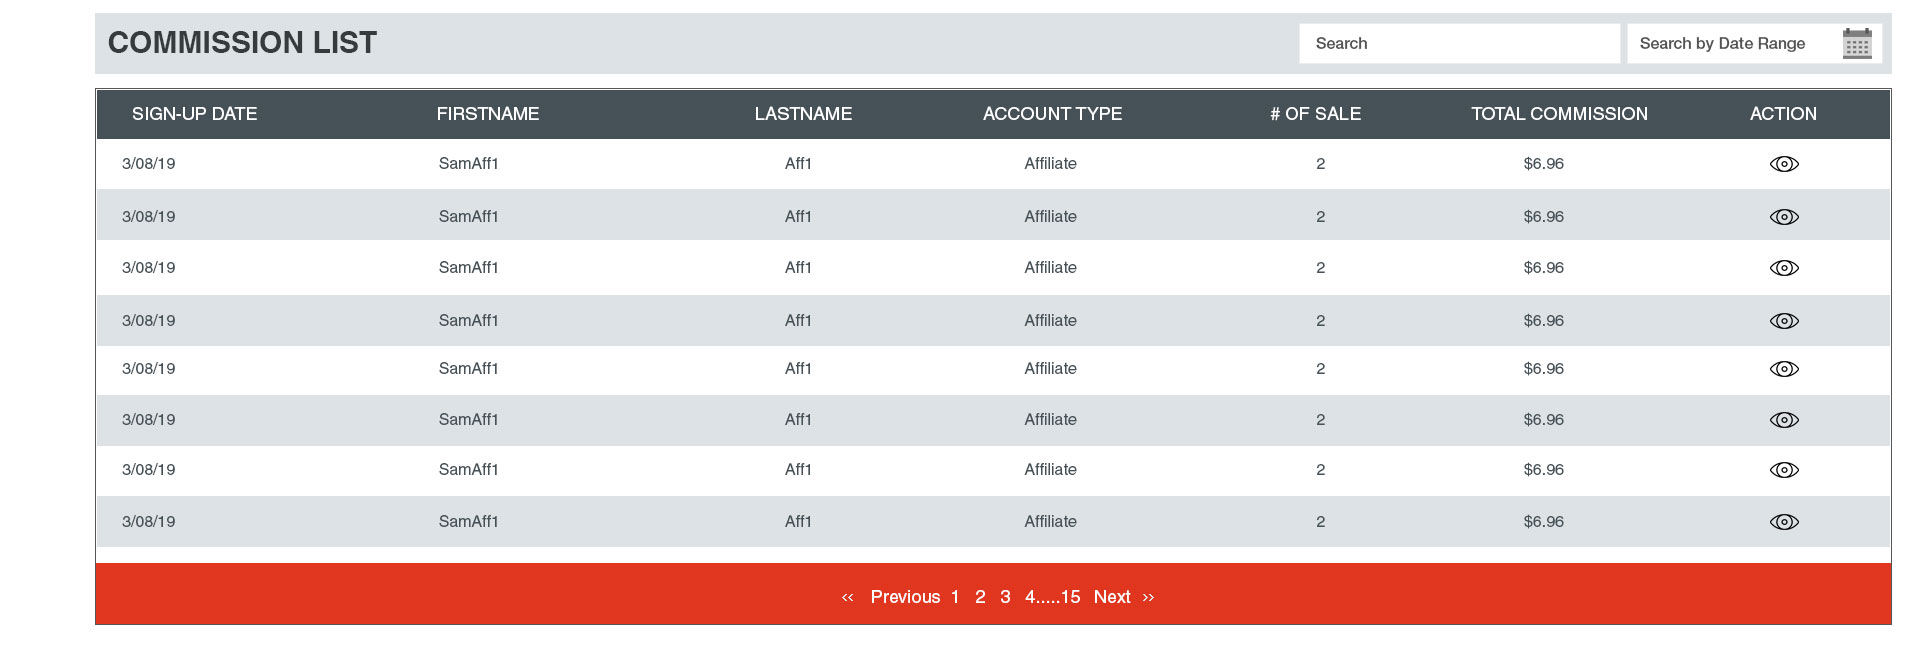 COMMISSION LIST Search Search by Date Range
SIGN-UP DATE FIRSTNAME LASTNAME ACCOUNT TYPE # OF SALE TOTAL COMMISSION ACTION
3/08/19 SamAff1 Aff1 Affiliate 2 $6.96
3/08/19 SamAff1 Aff1 Affiliate 2 $6.96
3/08/19 SamAff1 Aff1 Affiliate 2 $6.96
3/08/19 SamAff1 Aff1 Affiliate 2 $6.96
3/08/19 SamAff1 Aff1 Affiliate 2 $6.96
3/08/19 SamAff1 Aff1 Affiliate 2 $6.96
3/08/19 SamAff1 Aff1 Affiliate 2 $6.96
3/08/19 SamAff1 Aff1 Affiliate 2 $6.96
‹‹ Previous 1 2 3 4.....15 Next ››